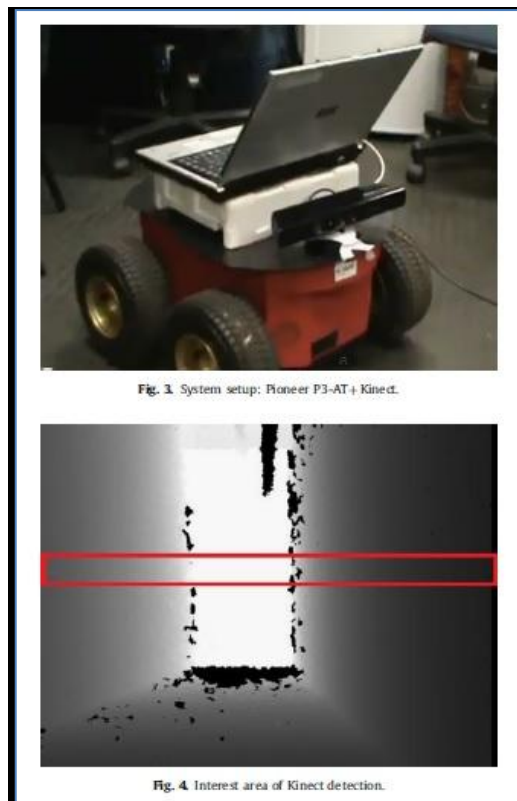 Fig. 3. System setup: Pioneer P3-AT+Kinect.
Fig. 4. Interest area of Kinect detection.